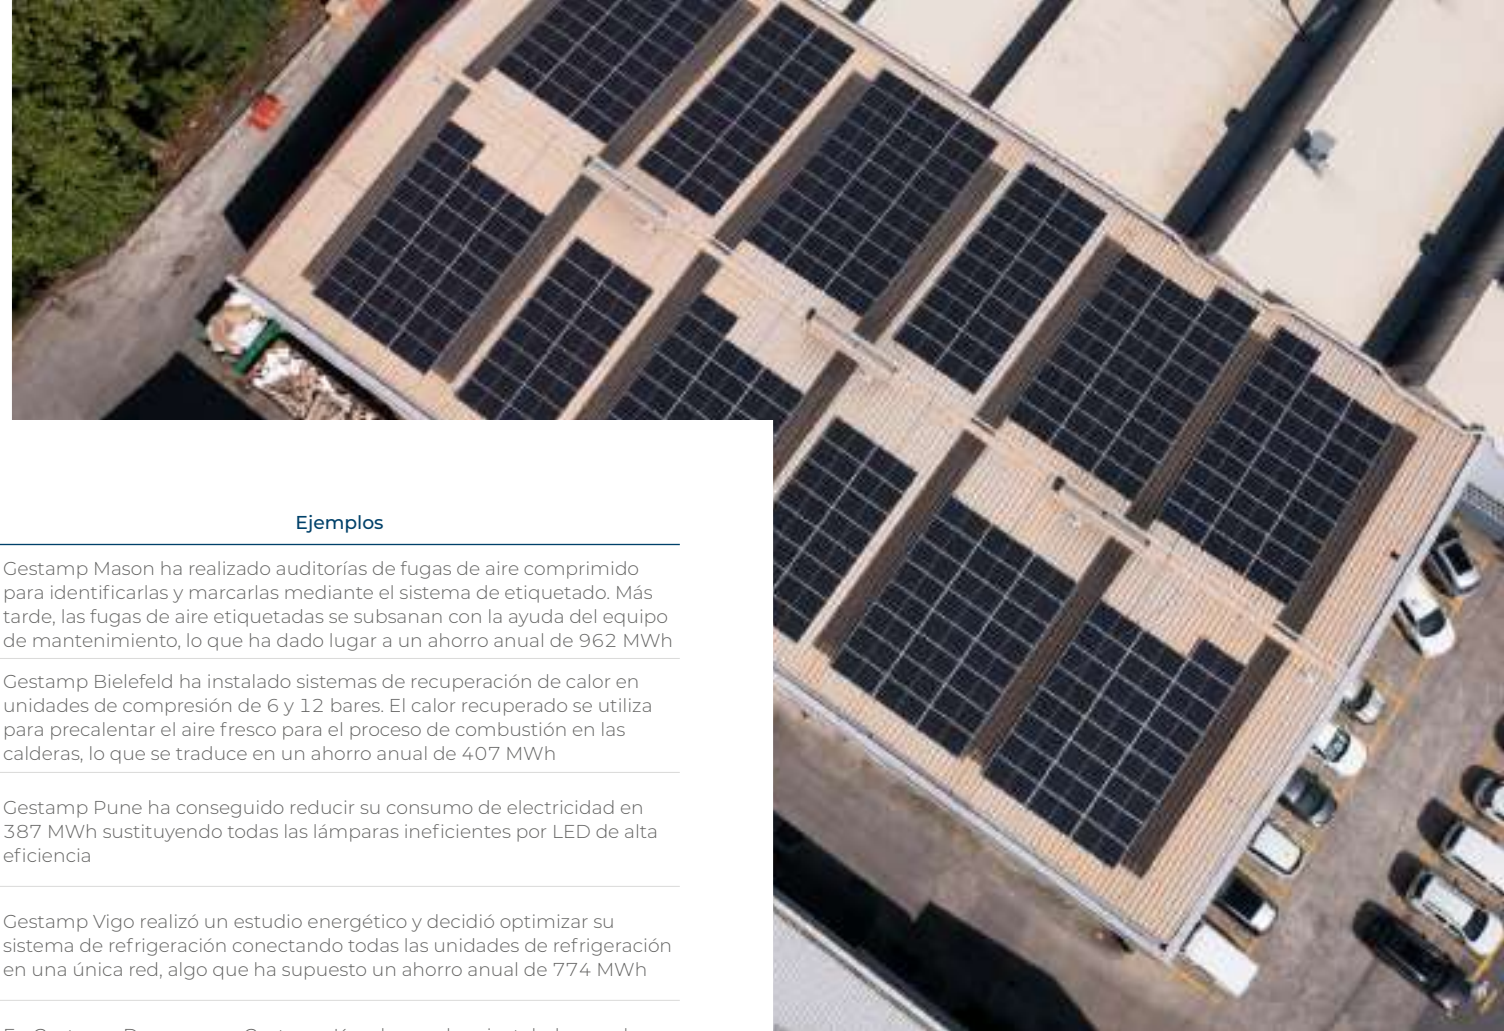 Ejemplos
Gestamp Mason ha realizado auditorías de fugas de aire comprimido
para identificarlas y marcarlas mediante el sistema de etiquetado. Más
tarde, las fugas de aire etiquetadas se subsanan con la ayuda del equipo
de mantenimiento, lo que ha dado lugar a un ahorro anual de 962 MWh
Gestamp Bielefeld ha instalado sistemas de recuperación de calor en
unidades de compresión de 6 y 12 bares. El calor recuperado se utiliza
para precalentar el aire fresco para el proceso de combustión en las
calderas, lo que se traduce en un ahorro anual de 407 MWh
Gestamp Pune ha conseguido reducir su consumo de electricidad en
387 MWh sustituyendo todas las lámparas ineficientes por LED de alta
eficiencia
Gestamp Vigo realizó un estudio energético y decidió optimizar su
sistema de refrigeración conectando todas las unidades de refrigeración
en una única red, algo que ha supuesto un ahorro anual de 774 MWh